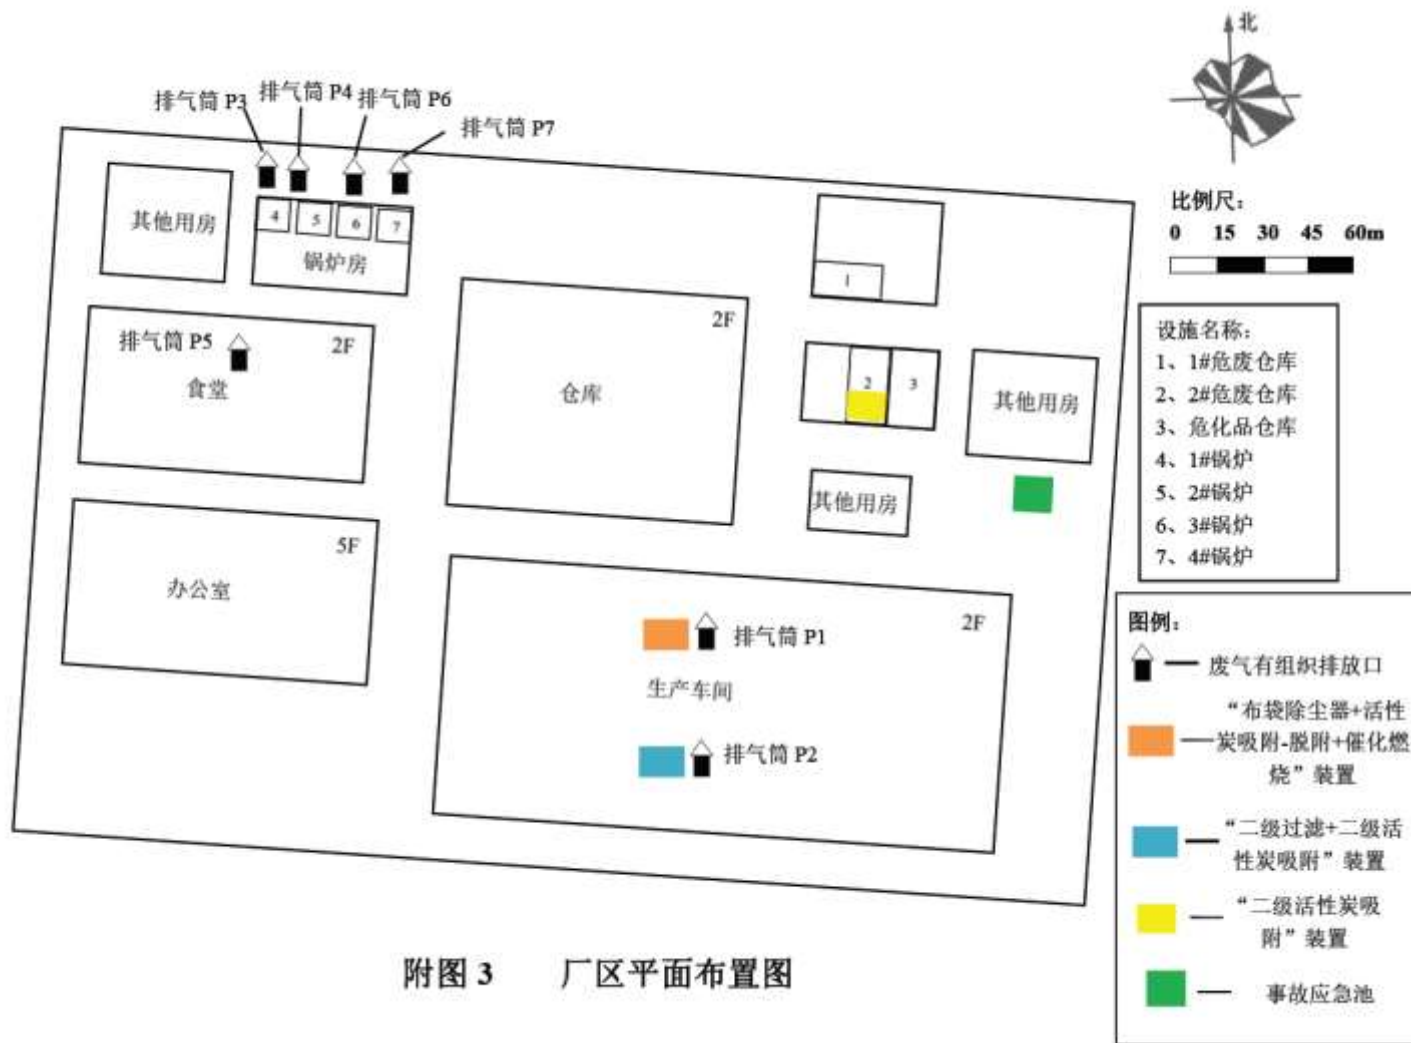 北
排气筒 P3
排气筒 P4
排气筒 P6
排气筒 P7
比例尺：
0 15 30 45 60m
其他用房
4 5 6 7
锅炉房
1
2F
排气筒 P5
2F
食堂
仓库
2
3
其他用房
其他用房
设施名称：
1、1#危废仓库
2、2#危废仓库
3、危化品仓库
4、1#锅炉
5、2#锅炉
6、3#锅炉
7、4#锅炉
5F
办公室
2F
排气筒 P1
生产车间
排气筒 P2
图例：
废气有组织排放口
“布袋除尘器+活性
炭吸附-脱附+催化燃
烧”装置
“二级过滤+二级活
性炭吸附”装置
“二级活性炭吸
附”装置
事故应急池
附图 3 厂区平面布置图